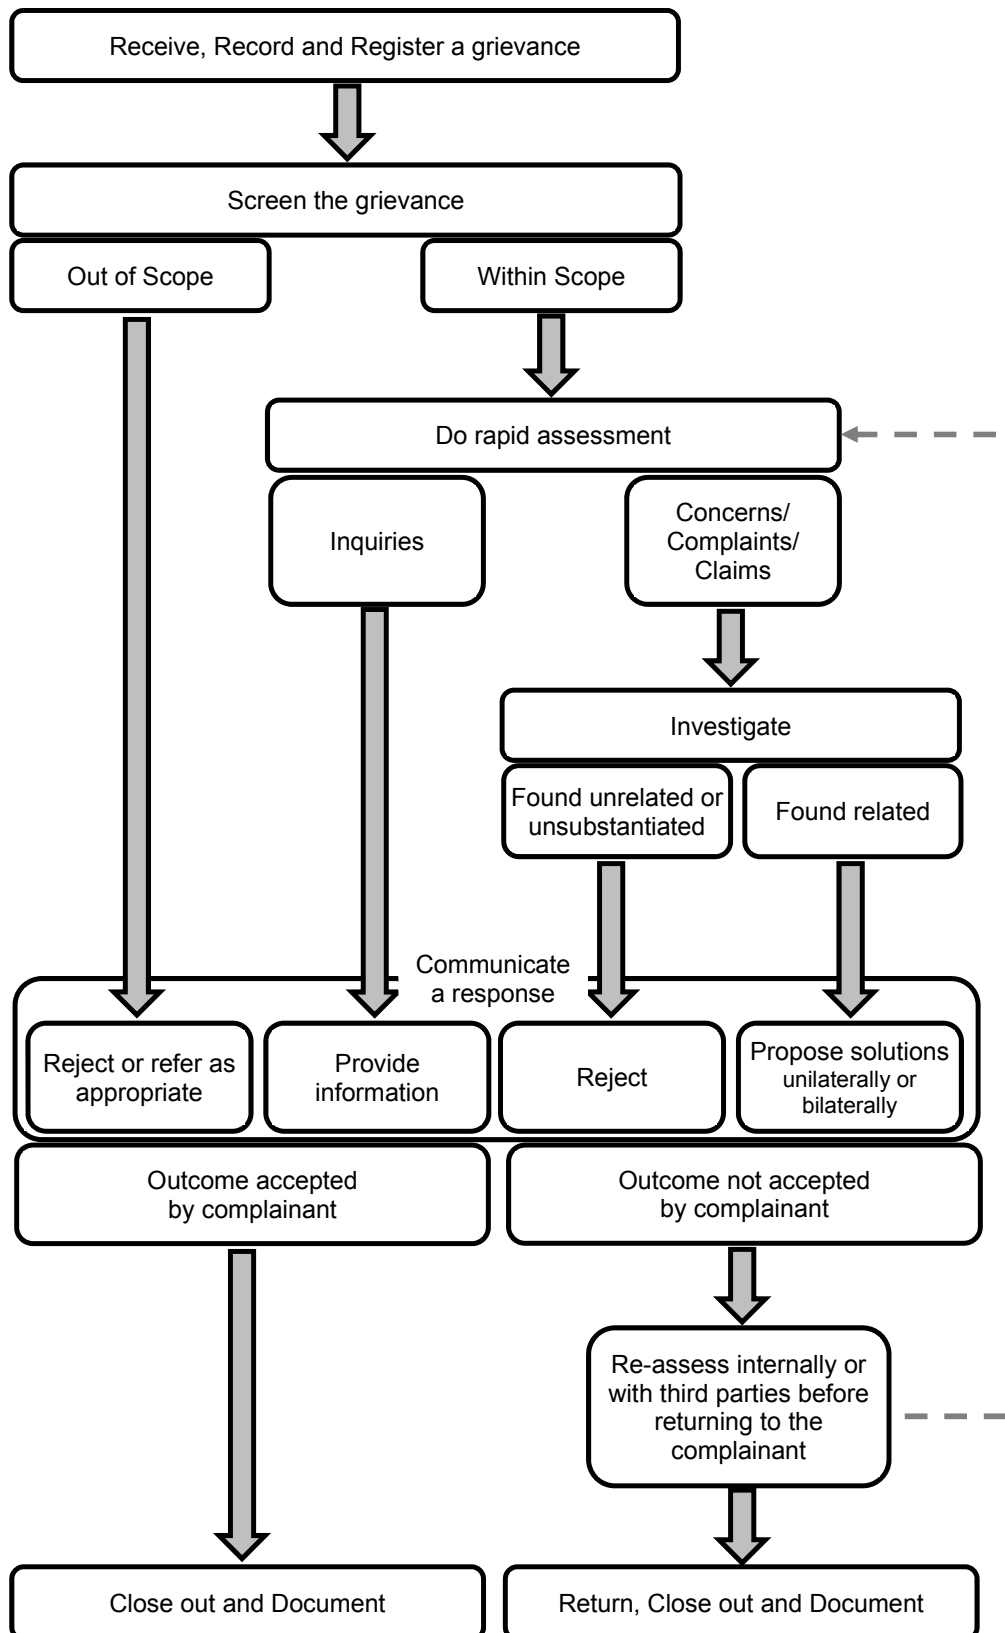 Receive, Record and Register a grievance
Screen the grievance
Out of Scope
Within Scope
Do rapid assessment
Inquiries
Concerns/
Complaints/
Claims
Investigate
Found unrelated or
unsubstantiated
Found related
Communicate
a response
Reject or refer as
appropriate
Provide
information
Reject
Propose solutions
unilaterally or
bilaterally
Outcome accepted
by complainant
Outcome not accepted
by complainant
Re-assess internally or
with third parties before
returning to the
complainant
Close out and Document
Return, Close out and Document